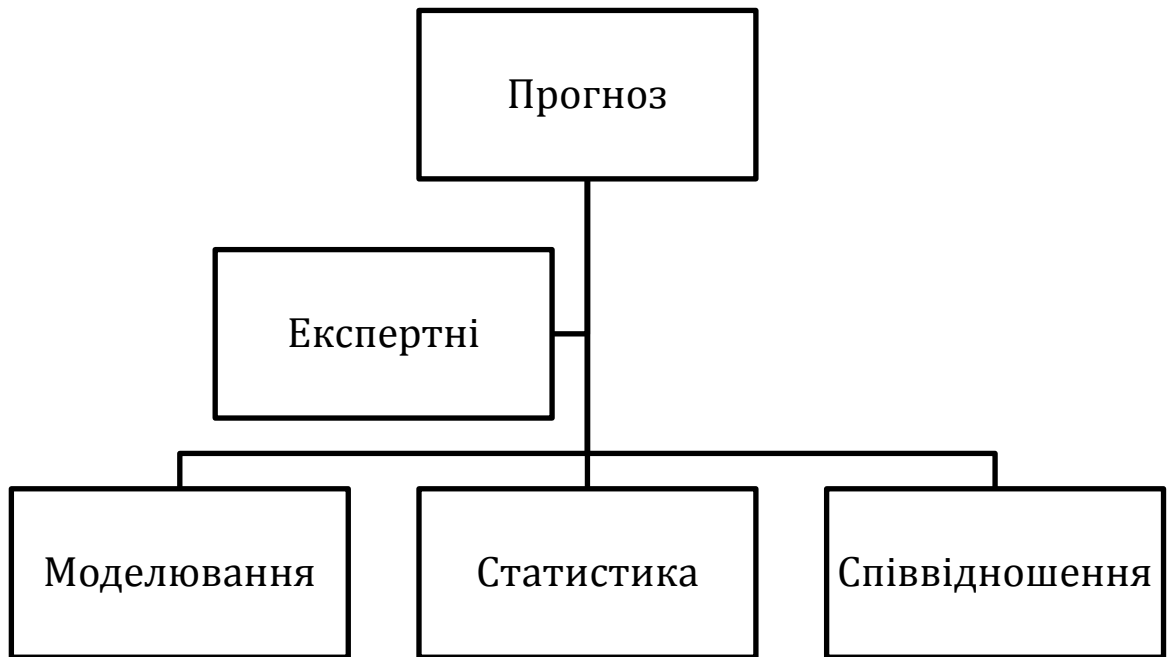 Прогноз
Експертні
Моделювання
Статистика
Співвідношення